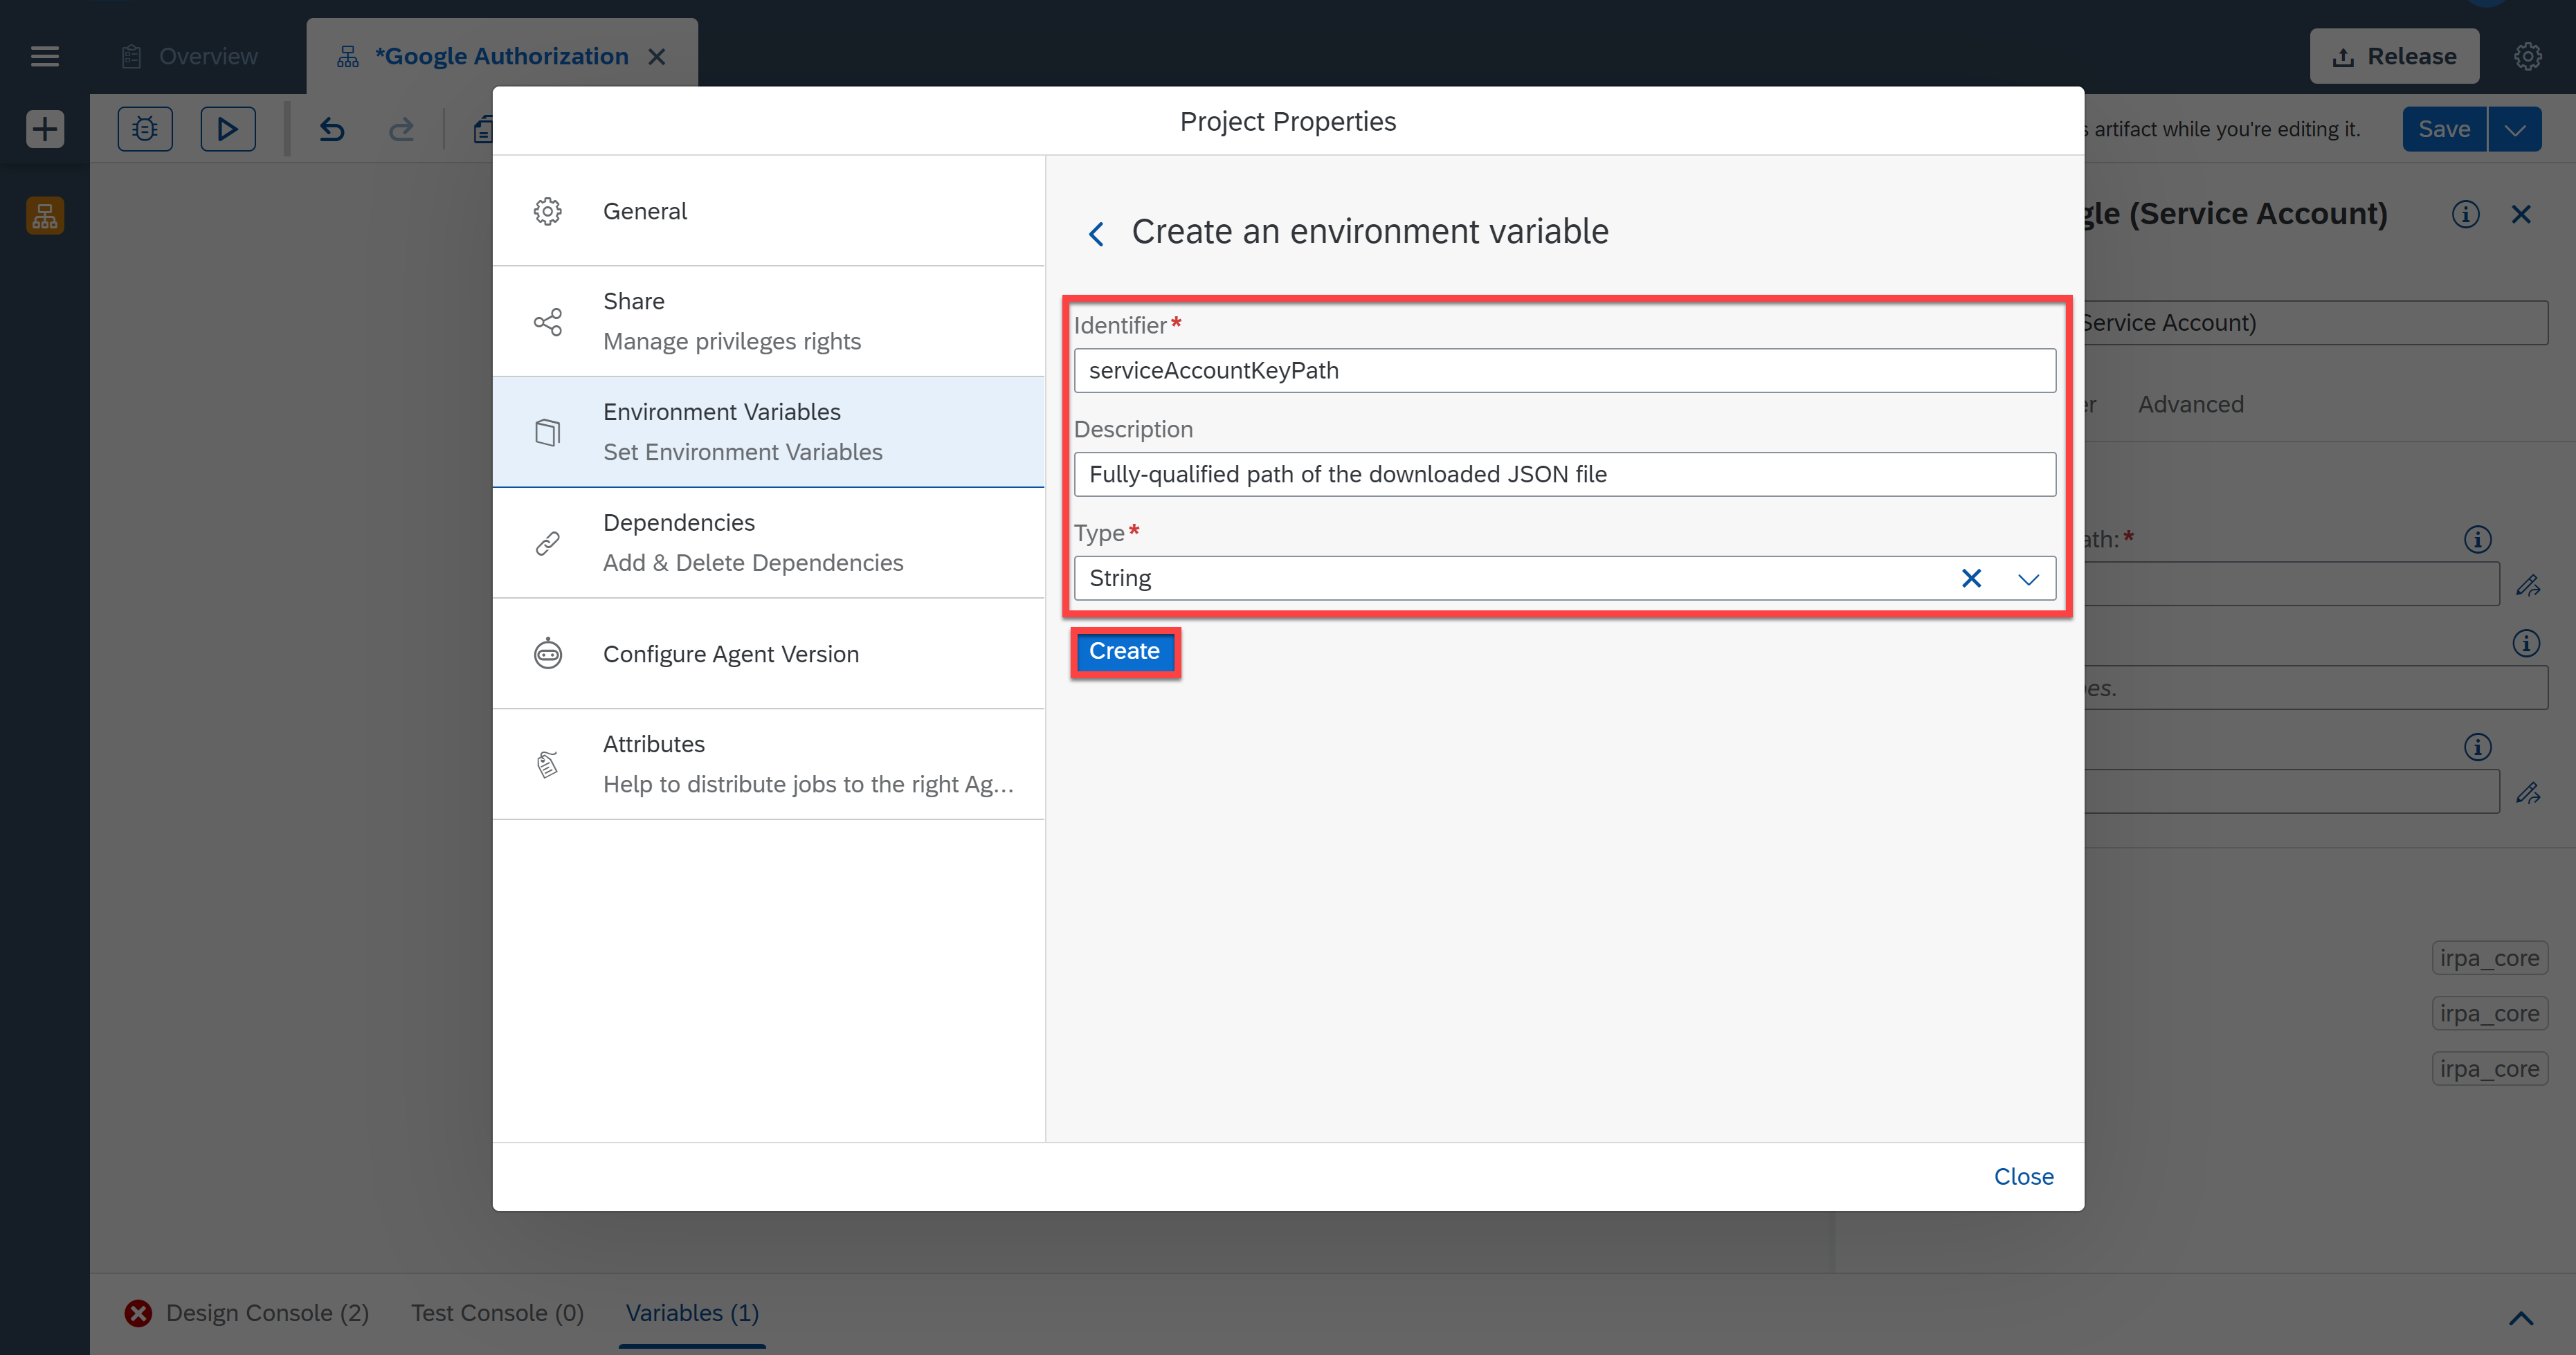 Overview
*Google Authorization
Release
s artifact while you're editing it.
Save
Project Properties
General
Share
Manage privileges rights
Environment Variables
Set Environment Variables
Dependencies
Add & Delete Dependencies
Configure Agent Version
Attributes
Help to distribute jobs to the right Ag...
Create an environment variable
Identifier*
serviceAccountKeyPath
Description
Fully-qualified path of the downloaded JSON file
Type*
String
Create
Close
gle (Service Account)
Service Account)
er Advanced
ath:*
es.
irpa_core
irpa_core
irpa_core
Design Console (2)
Test Console (0)
Variables (1)